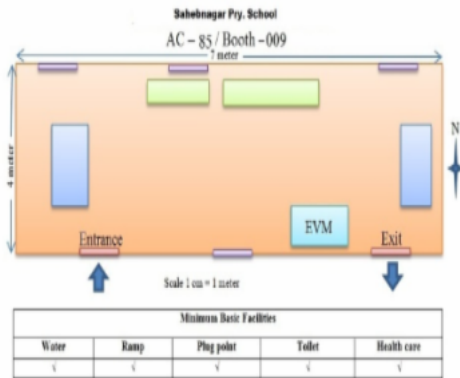 Sahebnagar Pry. School
AC – 85 / Booth –009
7 meter
4 meter
N
EVM
Entrance
Exit
Scale 1 cm = 1 meter
Minimum Basic Facilities
Water Ramp Plug point Toilet Health care
√ √ √ √ √